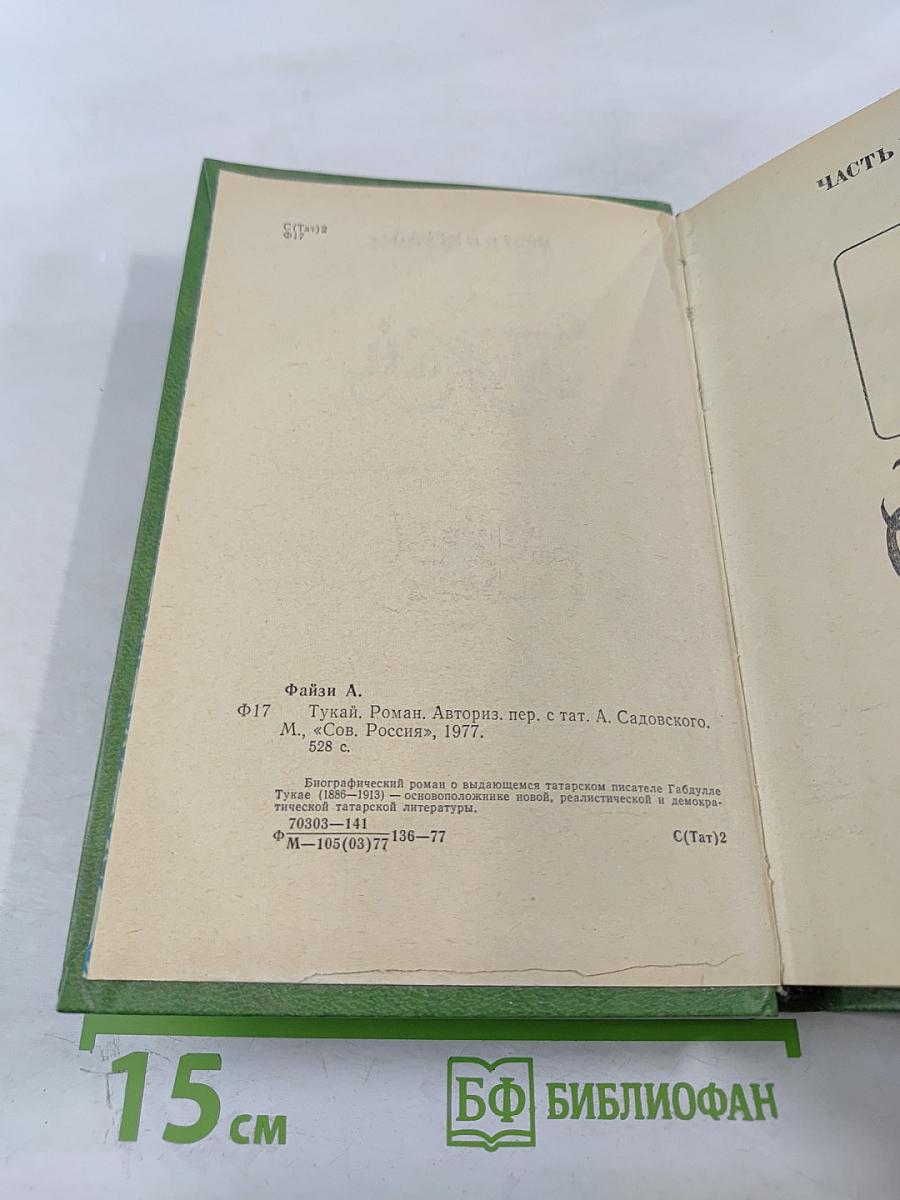 С(Тат)2
Ф17
ЧАСТЬ
Файзи А.
Ф17 Тукай. Роман. Авториз. пер. с тат. А. Садовского.
М., «Сов. Россия», 1977.
528 с.
Биографический роман о выдающемся татарском писателе Габдулле
Тукае (1886—1913) — основоположнике новой, реалистической и демокра-
тической татарской литературы.
Ф 70303—141 136—77 С(Тат)2
М—105(03)77
15 см
БФ БИБЛИОФАН